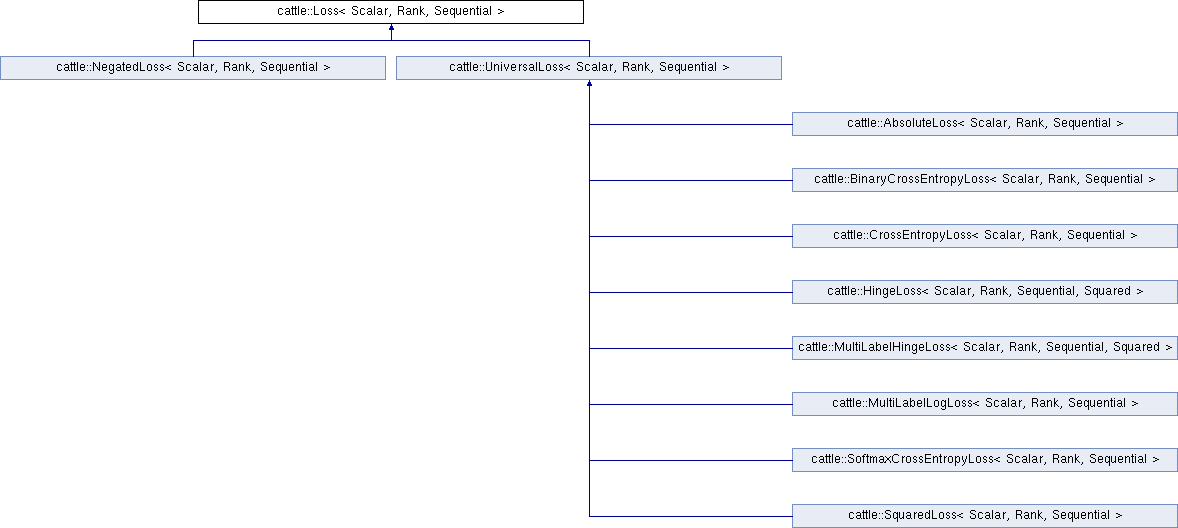 cattle::Loss< Scalar, Rank, Sequential >
cattle::NegatedLoss< Scalar, Rank, Sequential >
cattle::UniversalLoss< Scalar, Rank, Sequential >
cattle::AbsoluteLoss< Scalar, Rank, Sequential >
cattle::BinaryCrossEntropyLoss< Scalar, Rank, Sequential >
cattle::CrossEntropyLoss< Scalar, Rank, Sequential >
cattle::HingeLoss< Scalar, Rank, Sequential, Squared >
cattle::MultiLabelHingeLoss< Scalar, Rank, Sequential, Squared >
cattle::MultiLabelLogLoss< Scalar, Rank, Sequential >
cattle::SoftmaxCrossEntropyLoss< Scalar, Rank, Sequential >
cattle::SquaredLoss< Scalar, Rank, Sequential >